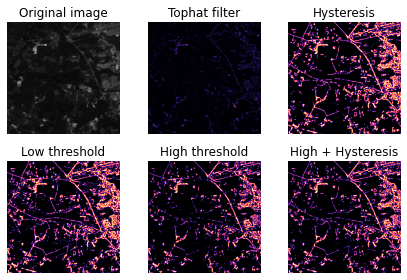 Original image
Tophat filter
Hysteresis
Low threshold
High threshold
High + Hysteresis